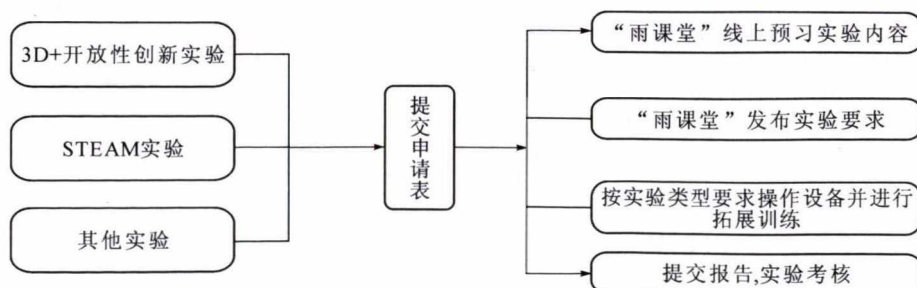 3D+开放性创新实验
STEAM实验
其他实验
提交申请表
“雨课堂”线上预习实验内容
“雨课堂”发布实验要求
按实验类型要求操作设备并进行
拓展训练
提交报告,实验考核